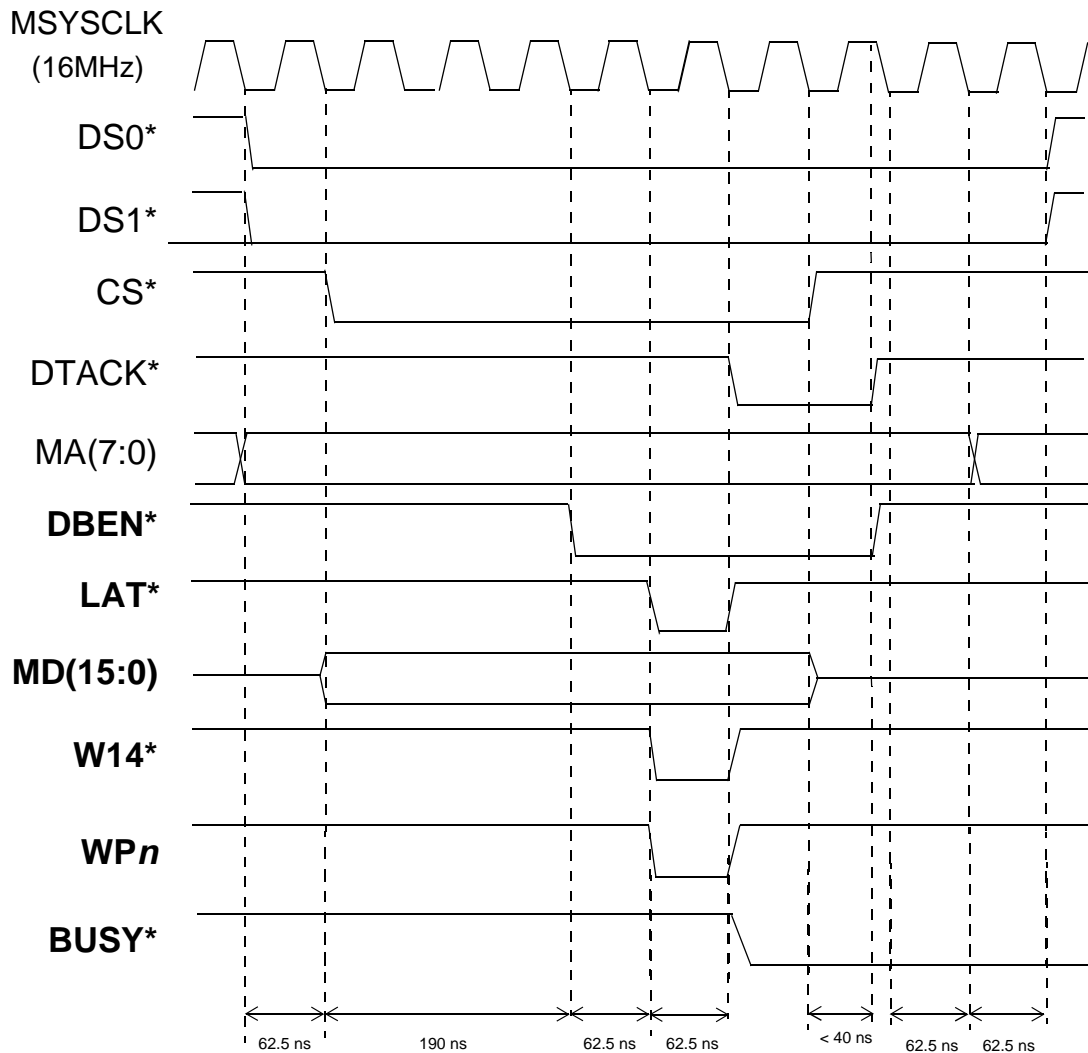 MSYSCLK
(16MHz)
DS0*
DS1*
CS*
DTACK*
MA(7:0)
DBEN*
LAT*
MD(15:0)
W14*
WPn
BUSY*
62.5 ns
190 ns
62.5 ns
62.5 ns
< 40 ns
62.5 ns
62.5 ns